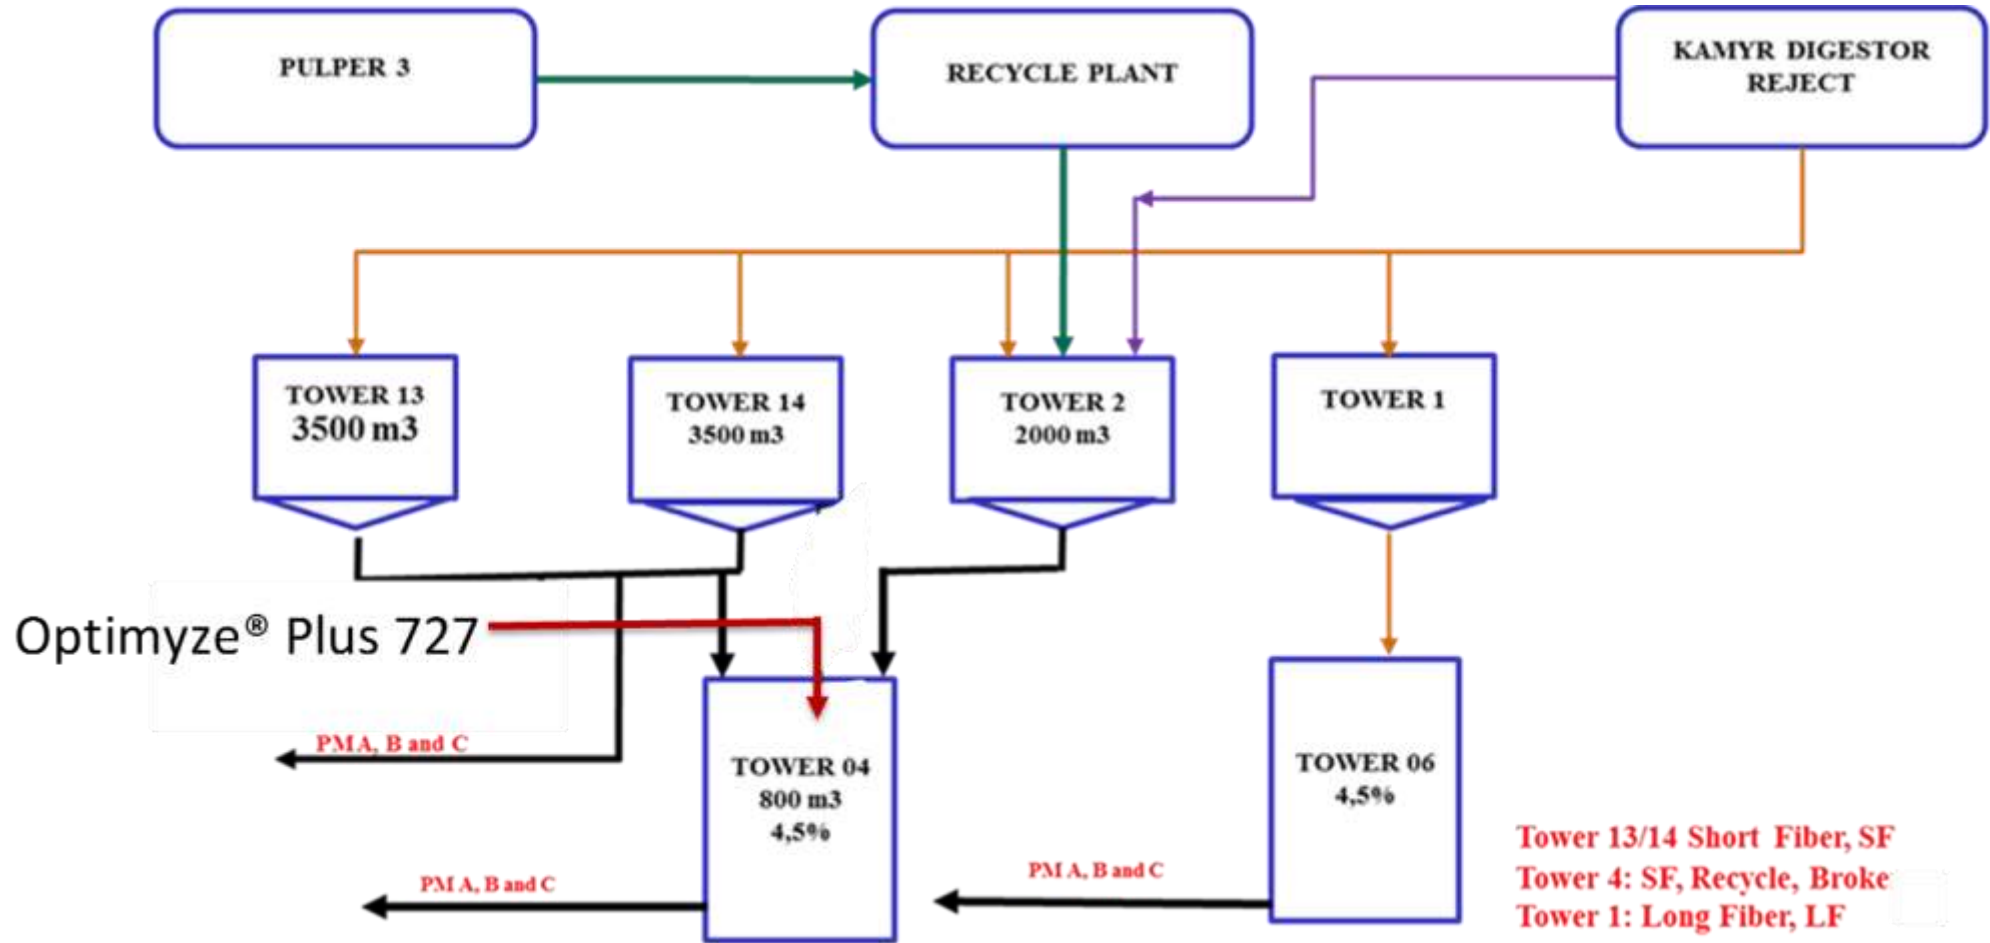 PULPER 3
RECYCLE PLANT
KAMYR DIGESTOR
REJECT
TOWER 13
3500 m3
TOWER 14
3500 m3
TOWER 2
2000 m3
TOWER 1
Optimyze® Plus 727
PM A, B and C
TOWER 04
800 m3
4,5%
TOWER 06
4,5%
PM A, B and C
PM A, B and C
Tower 13/14 Short Fiber, SF
Tower 4: SF, Recycle, Broke
Tower 1: Long Fiber, LF